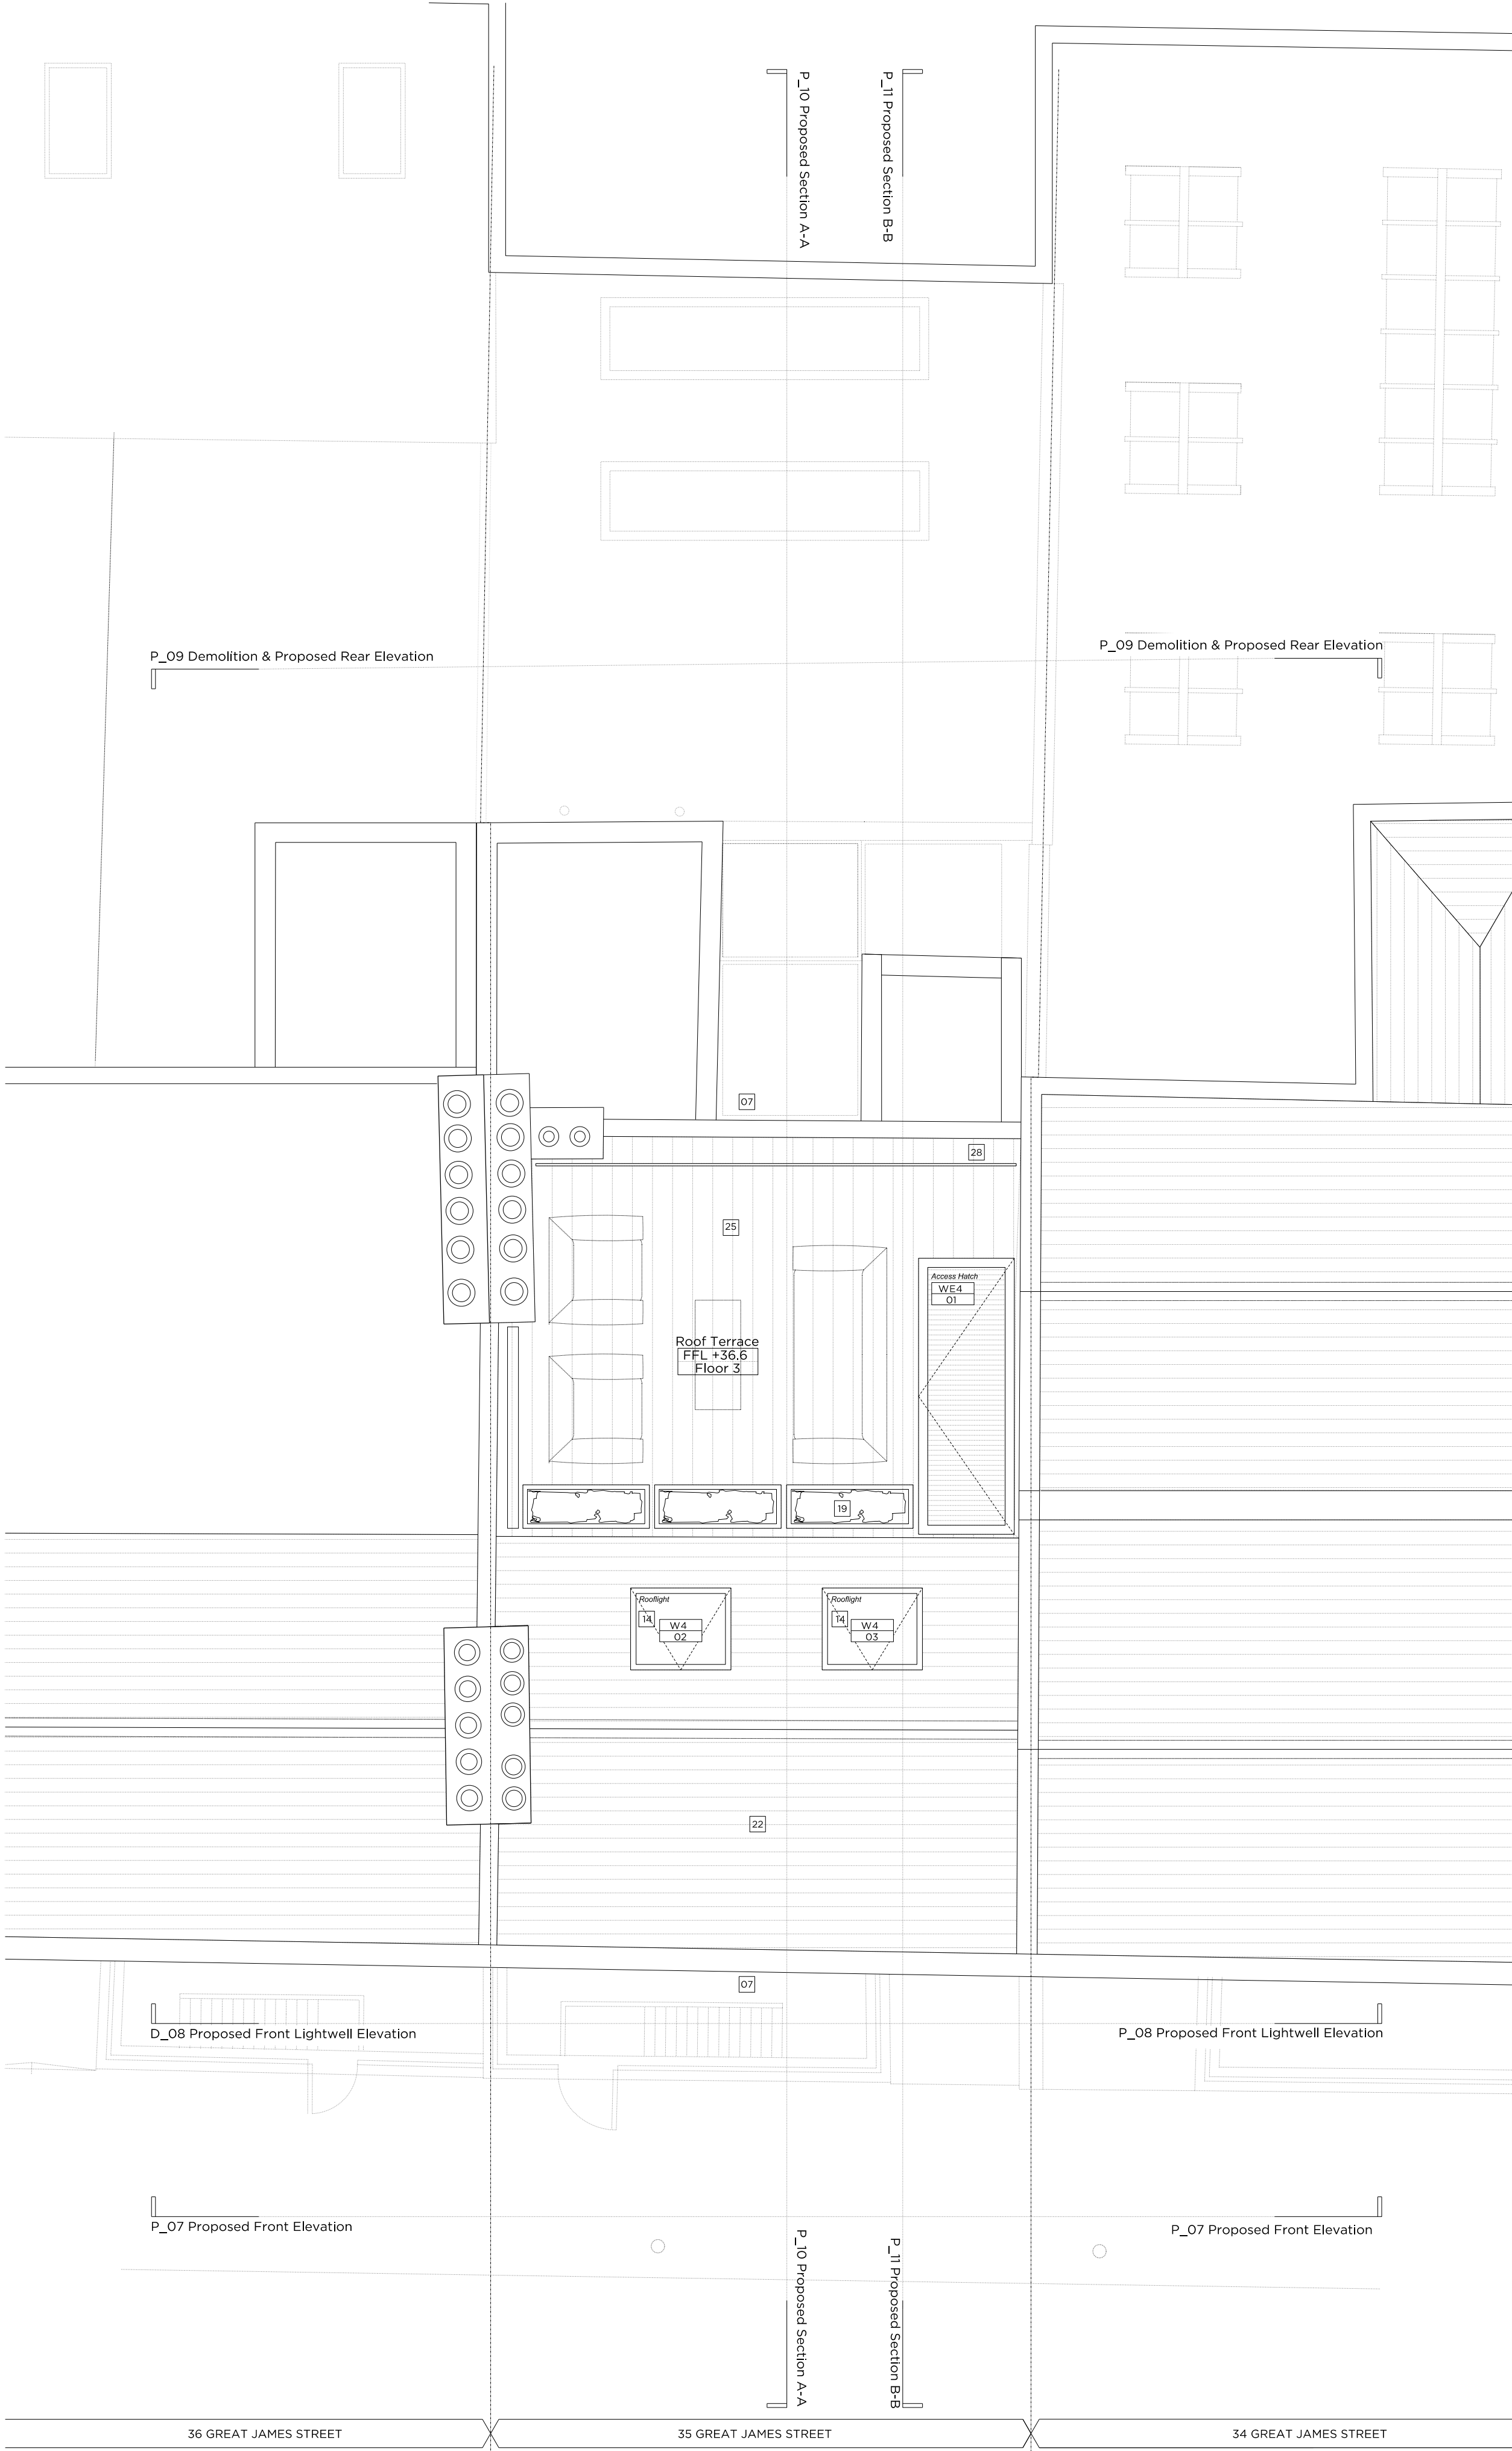 P_10 Proposed Section A-A
P_11 Proposed Section B-B
P_09 Demolition & Proposed Rear Elevation
P_09 Demolition & Proposed Rear Elevation
07
28
25
Access Hatch
WE4
01
Roof Terrace
FFL +36.6
Floor 3
19
Rooflight
14
W4
02
Rooflight
14
W4
03
22
07
D_08 Proposed Front Lightwell Elevation
P_08 Proposed Front Lightwell Elevation
P_07 Proposed Front Elevation
P_07 Proposed Front Elevation
P_10 Proposed Section A-A
P_11 Proposed Section B-B
36 GREAT JAMES STREET
35 GREAT JAMES STREET
34 GREAT JAMES STREET